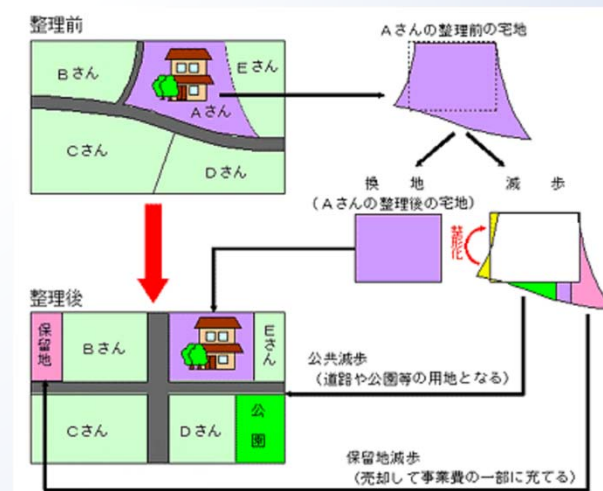 整理前
Bさん
Eさん
Aさん
Cさん
Dさん
Aさんの整理前の宅地
換地
(Aさんの整理後の宅地)
減歩
整形化
整理後
保留地
Bさん
Eさん
Cさん
Dさん
公園
公共減歩
(道路や公園等の用地となる)
保留地減歩
(売却して事業費の一部に充てる)